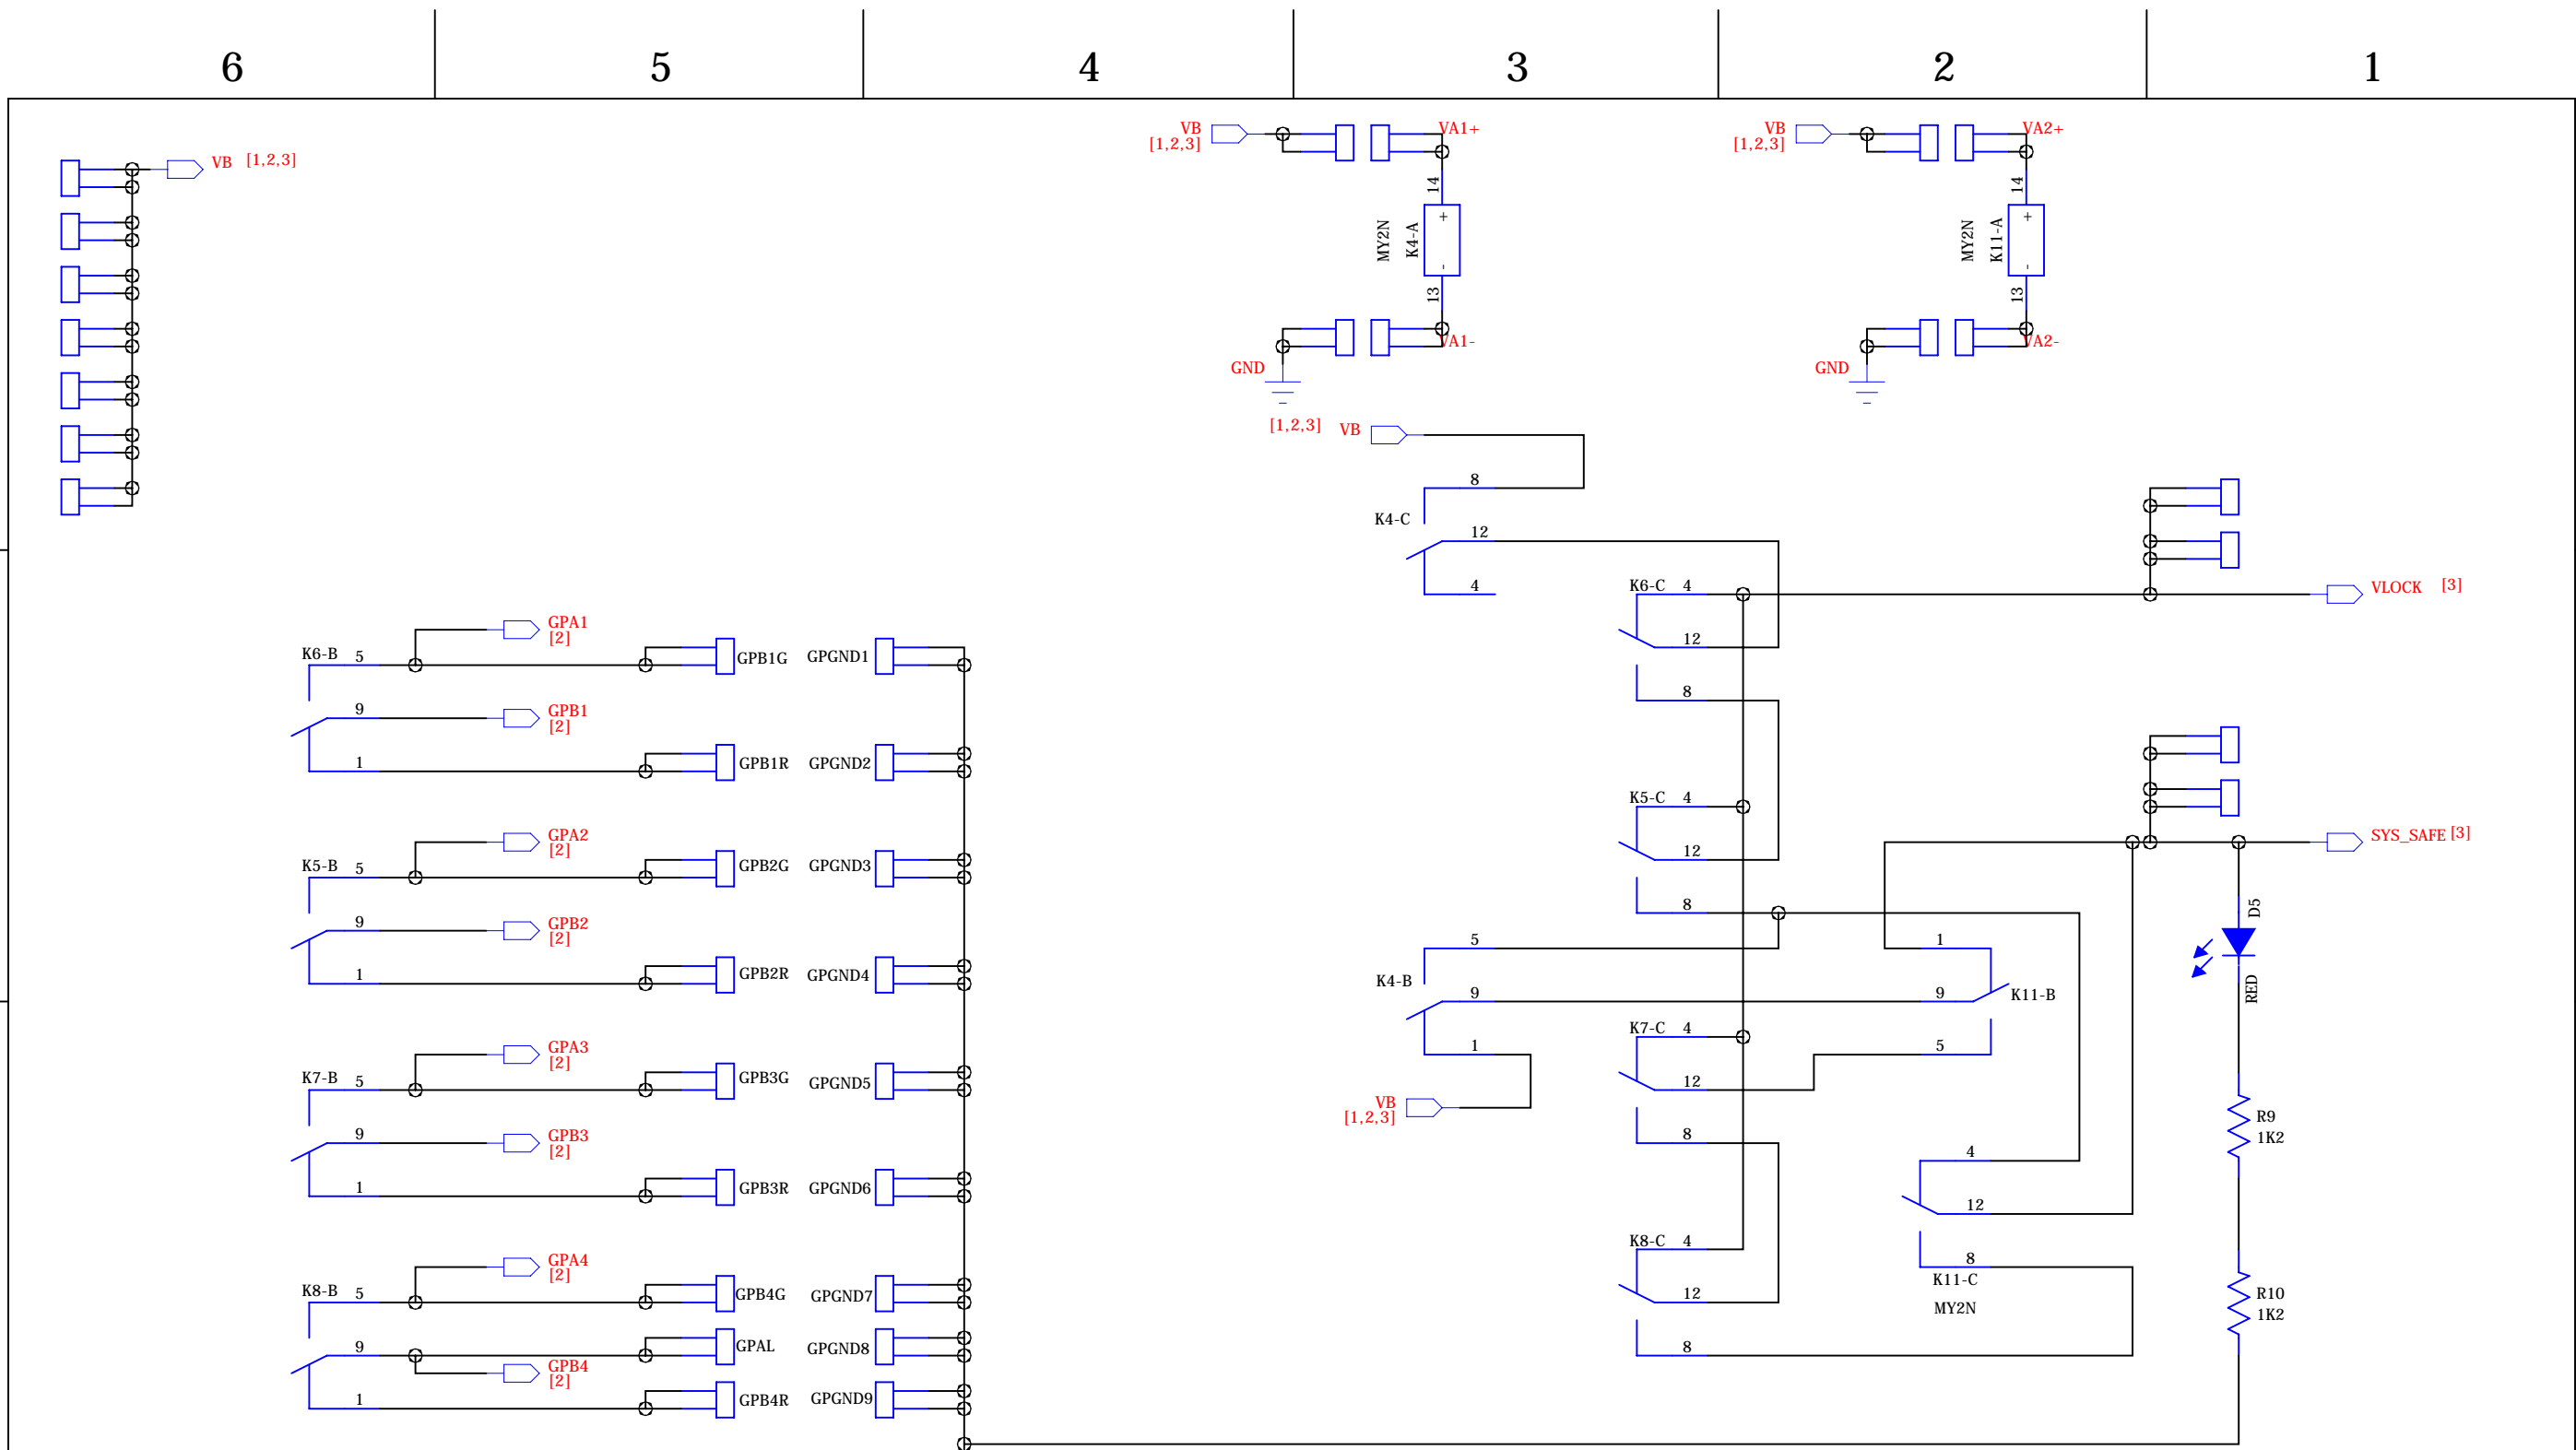 6 5 4 3 2 1
VB [1,2,3]
VB
[1,2,3]
VA1+
14
+
MY2N
K4-A
-
13
VA1-
GND
VB
[1,2,3]
VA2+
14
+
MY2N
K11-A
-
13
VA2-
GND
[1,2,3] VB
8
K4-C
12
4
K6-C 4
12
8
VLOCK [3]
K5-C 4
12
8
SYS_SAFE [3]
5
K4-B
9
1
VB
[1,2,3]
1
9
K11-B
5
K7-C 4
12
8
4
12
8
K11-C
MY2N
K8-C 4
12
8
D5
RED
R9
1K2
R10
1K2
GPA1
[2]
K6-B 5
GPB1G GPGND1
9
GPB1
[2]
1
GPB1R GPGND2
GPA2
[2]
K5-B 5
GPB2G GPGND3
9
GPB2
[2]
1
GPB2R GPGND4
GPA3
[2]
K7-B 5
GPB3G GPGND5
9
GPB3
[2]
1
GPB3R GPGND6
GPA4
[2]
K8-B 5
GPB4G GPGND7
9
GPAL GPGND8
GPB4
[2]
1
GPB4R GPGND9